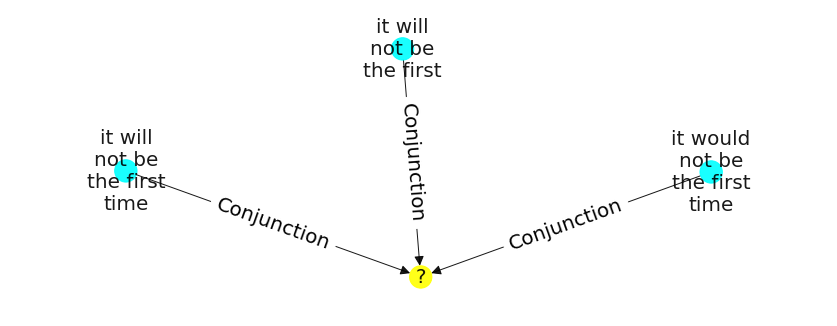 it will
not be
the first
it will
not be
the first
time
it would
not be
the first
time
Conjunction
Conjunction
Conjunction
?